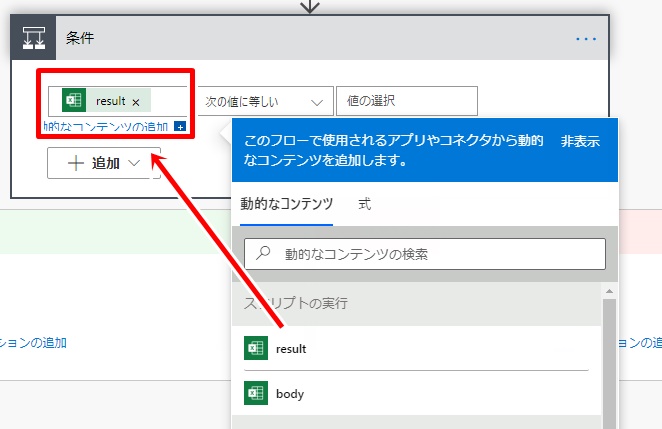 条件
result ×
次の値に等しい
値の選択
的なコンテンツの追加
追加
このフローで使用されるアプリやコネクタから動的
なコンテンツを追加します。
非表示
動的なコンテンツ
式
動的なコンテンツの検索
スクリプトの実行
ションの追加
result
ョンの追
body